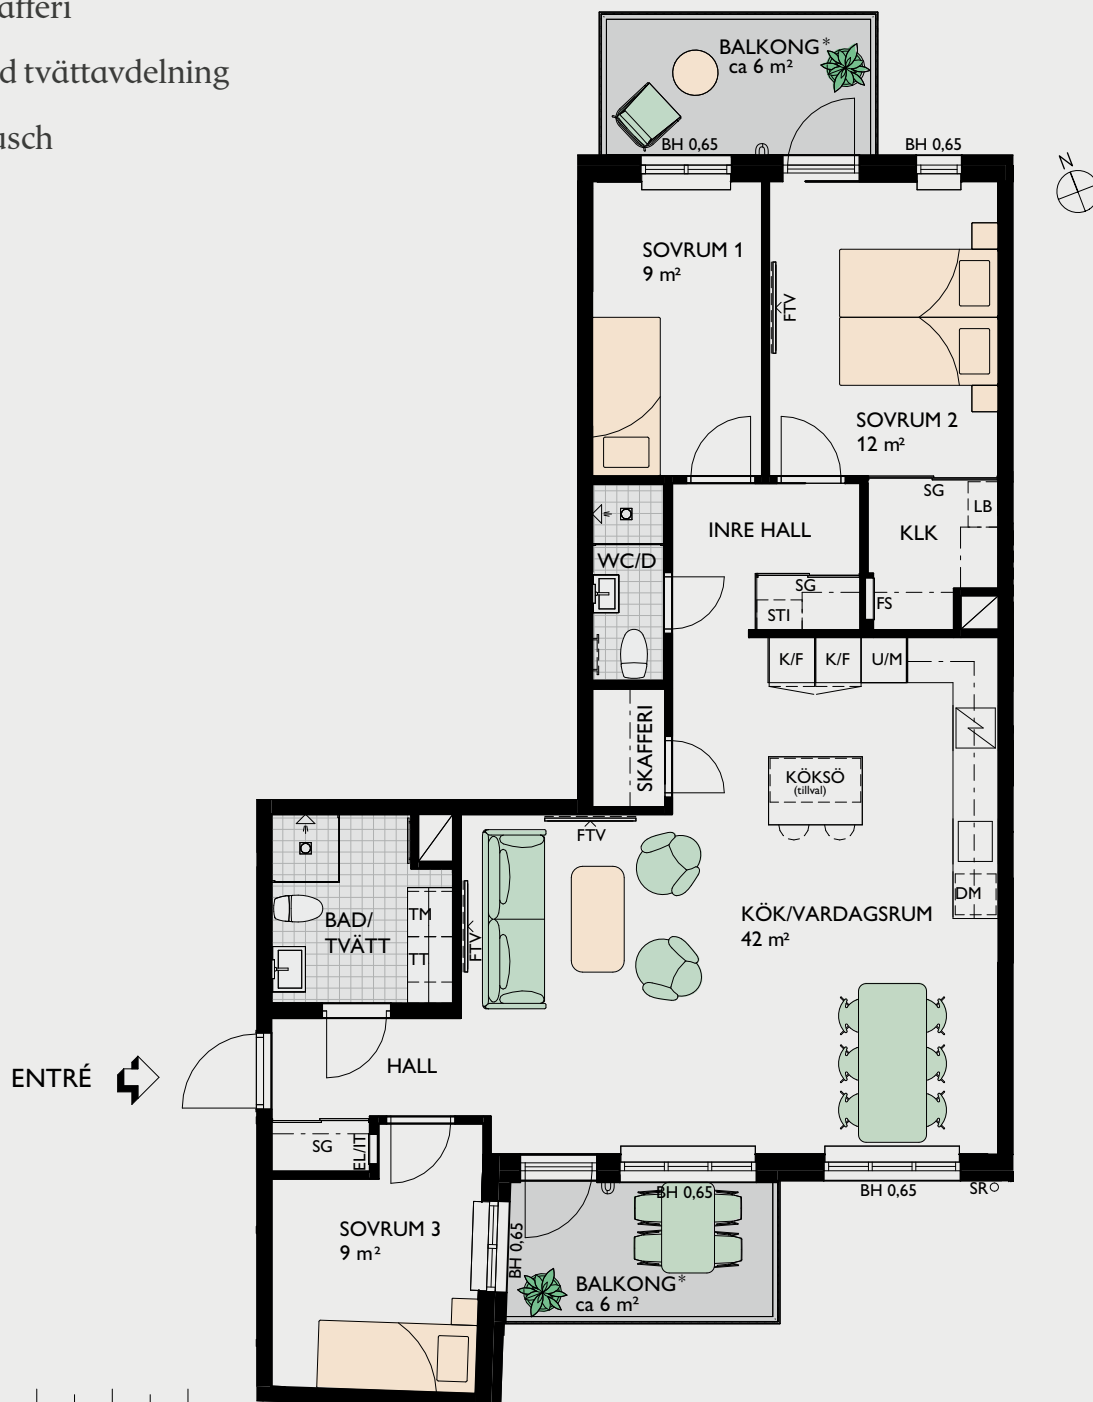 afferi
d tvättavdelning
usch
BALKONG*
ca 6 m²
BH 0,65
BH 0,65
N
SOVRUM 1
9 m²
FTV
SOVRUM 2
12 m²
SG
LB
KLK
INRE HALL
WC/D
SG
STI
FS
K/F
K/F
U/M
SKAFFERI
KÖKSÖ
(tillval)
FTV
DM
KÖK/VARDAGSRUM
42 m²
BAD/
TVÄTT
TM
TT
FTV
ENTRÉ
HALL
SG
EL/IT
BH 0,65
BH 0,65
SR
SOVRUM 3
9 m²
BH 0,65
BALKONG*
ca 6 m²